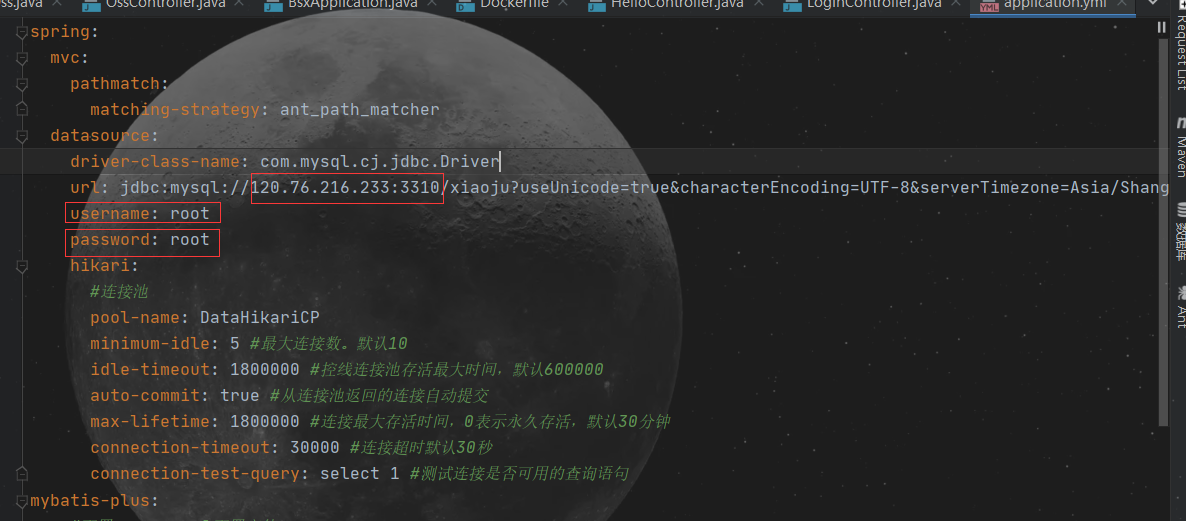 ss.java OssController.java BsxApplication.java Dockerfile HelloController.java LoginController.java application.yml
spring:
mvc:
pathmatch:
matching-strategy: ant_path_matcher
datasource:
driver-class-name: com.mysql.cj.jdbc.Driver
url: jdbc:mysql://120.76.216.233:3310/xiaoju?useUnicode=true&characterEncoding=UTF-8&serverTimezone=Asia/Shang
username: root
password: root
hikari:
#连接池
pool-name: DataHikariCP
minimum-idle: 5 #最大连接数。默认10
idle-timeout: 1800000 #控线连接池存活最大时间，默认600000
auto-commit: true #从连接池返回的连接自动提交
max-lifetime: 1800000 #连接最大存活时间，0表示永久存活，默认30分钟
connection-timeout: 30000 #连接超时默认30秒
connection-test-query: select 1 #测试连接是否可用的查询语句
mybatis-plus:
Request List
Maven
数据库
Ant